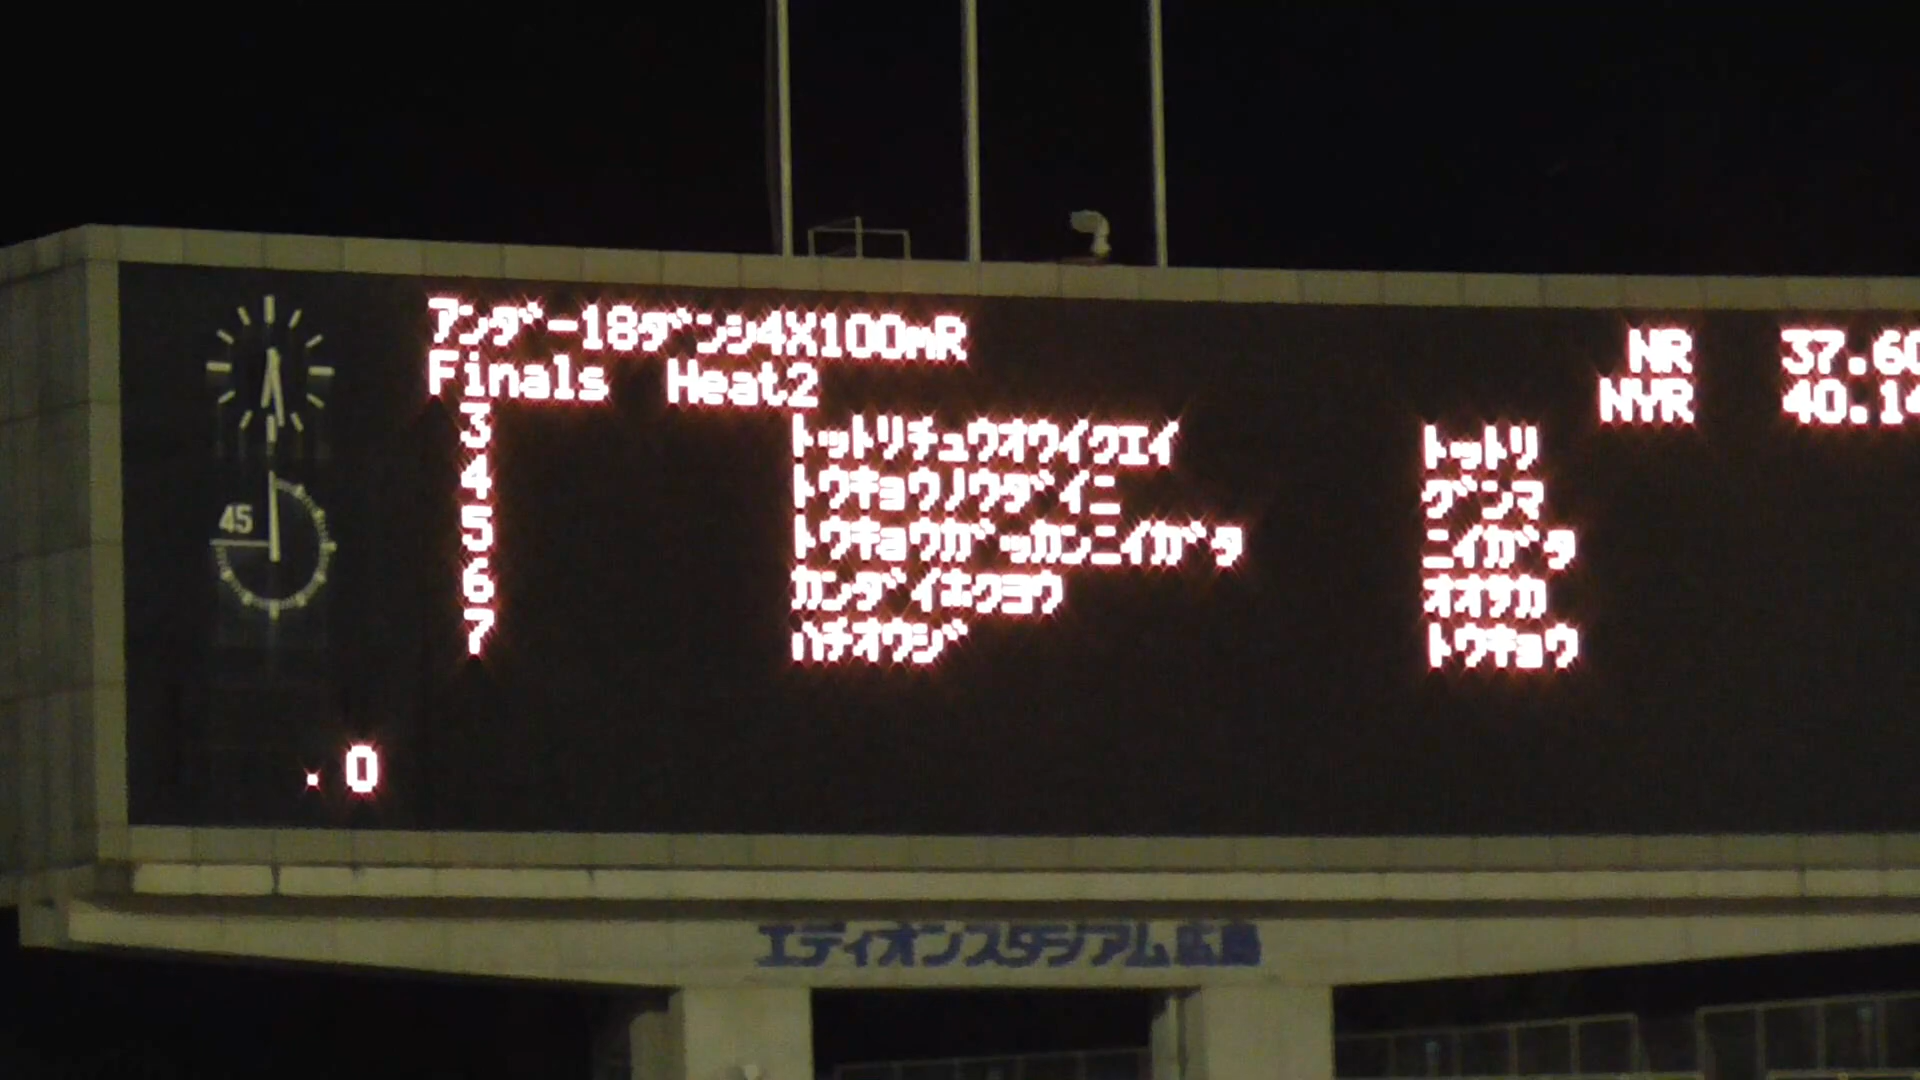 アンダー18ダンシ4X100mR
Finals Heat2
NR 37.60
NYR 40.14
3 トットリチュウオウイクエイ トットリ
4 トウキョウノウダイニ グンマ
5 トウキョウガッカンニイガタ ニイガタ
6 カンダイホクヨウ オオサカ
7 ハチオウジ トウキョウ
45
.0
エディオンスタジアム広島